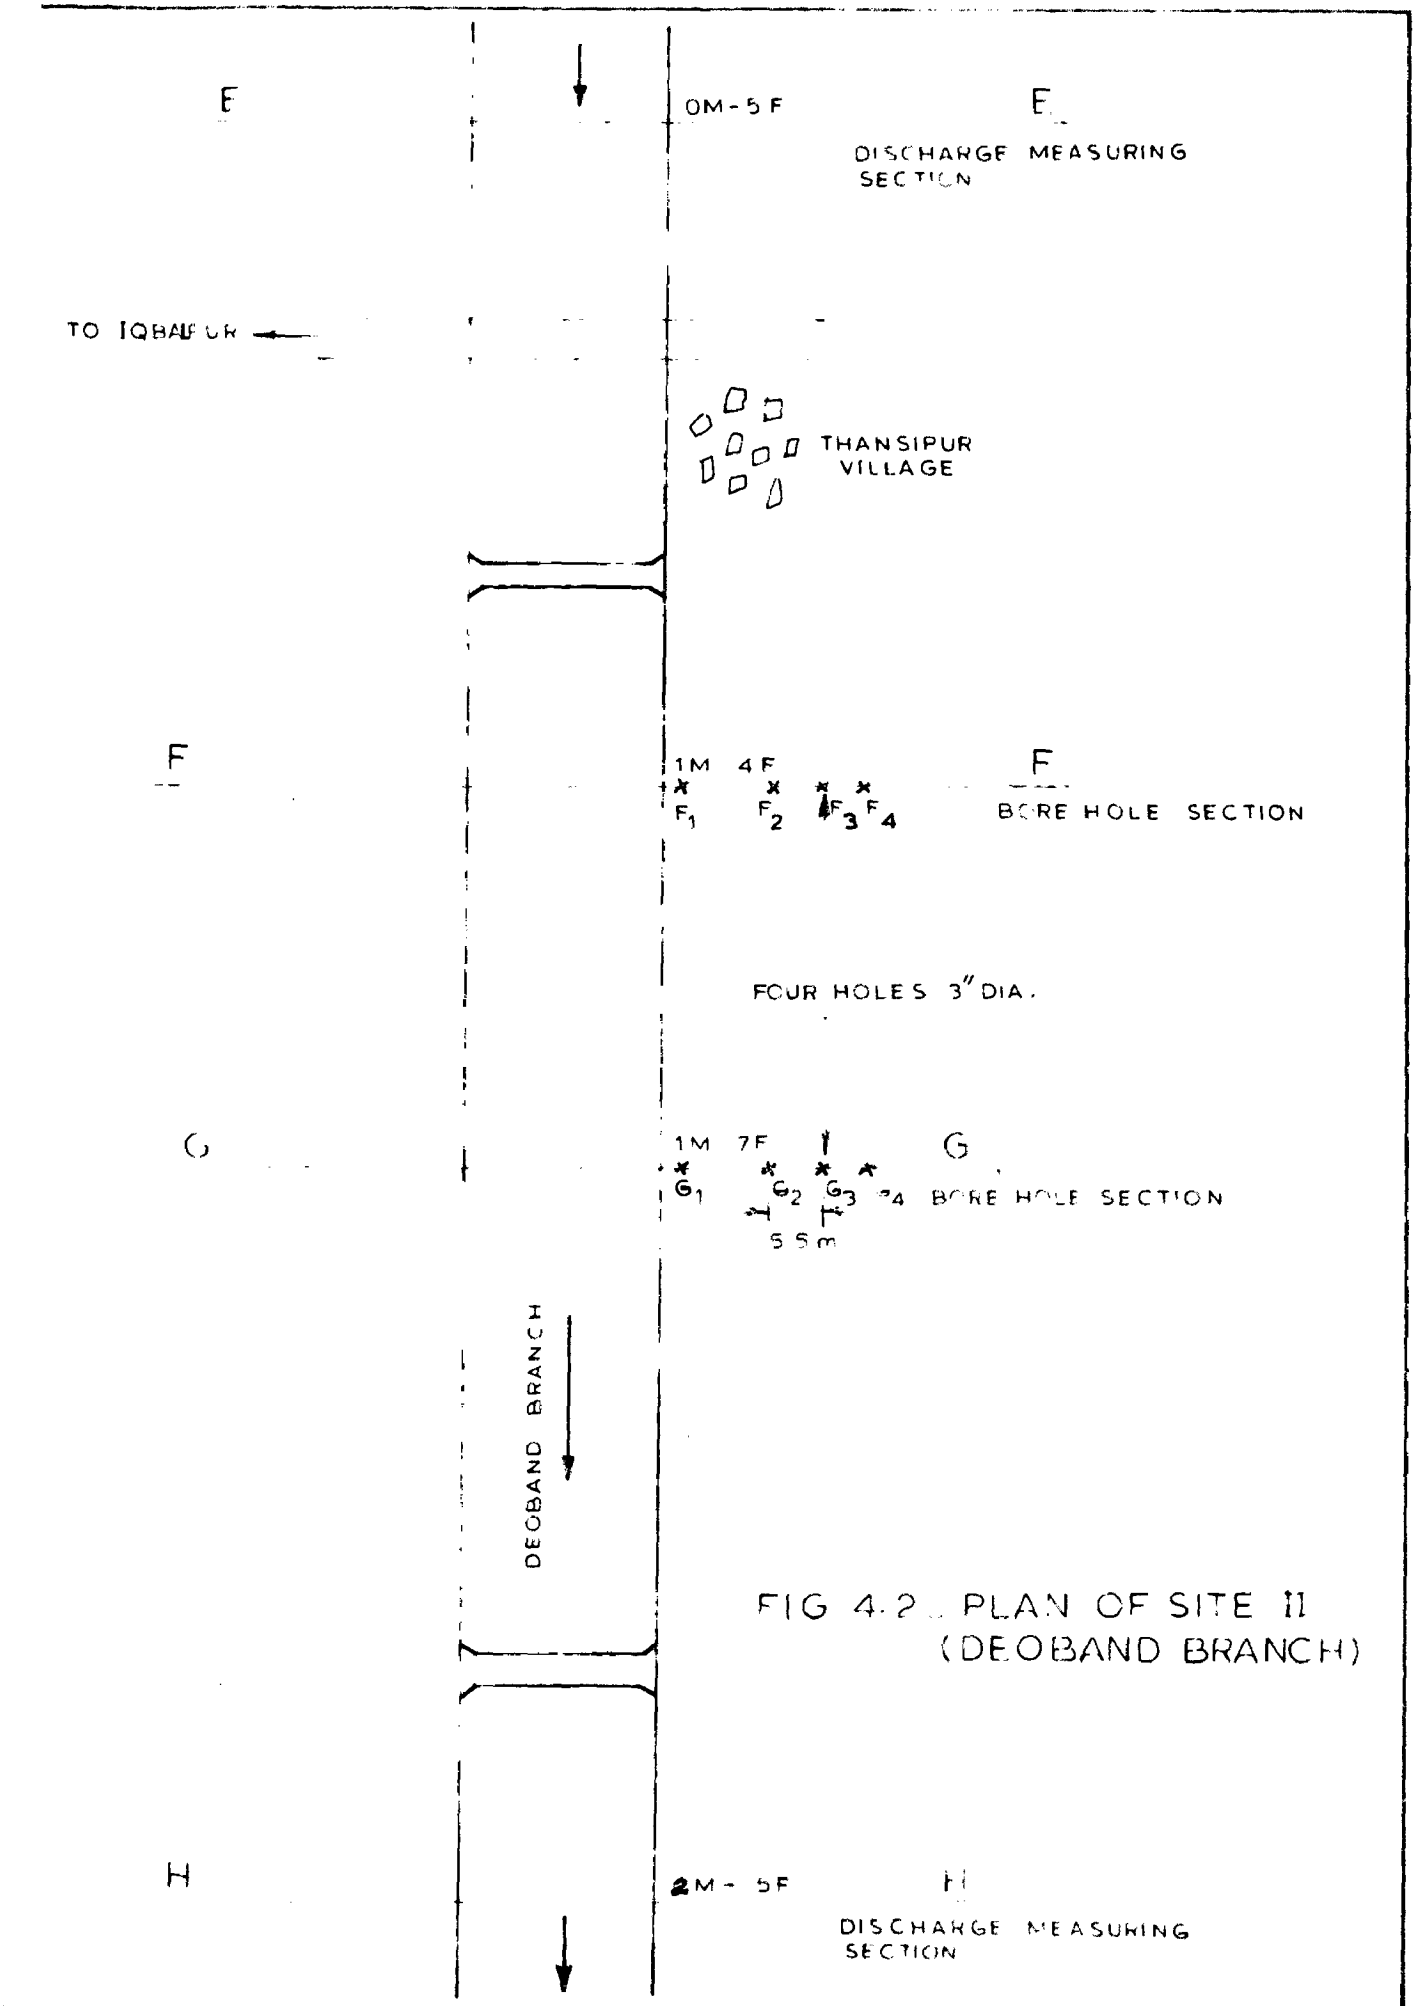 E
0M-5F
E
DISCHARGE MEASURING
SECTION
TO IQBALPUR
THANSIPUR
VILLAGE
F
1M 4F
F
F1 F2 F3 F4
BORE HOLE SECTION
FOUR HOLES 3" DIA.
G
1M 7F
G
G1 G2 G3 G4
BORE HOLE SECTION
5 5 m
DEOBAND BRANCH
FIG 4.2 PLAN OF SITE II
(DEOBAND BRANCH)
H
2M - 5F
H
DISCHARGE MEASURING
SECTION